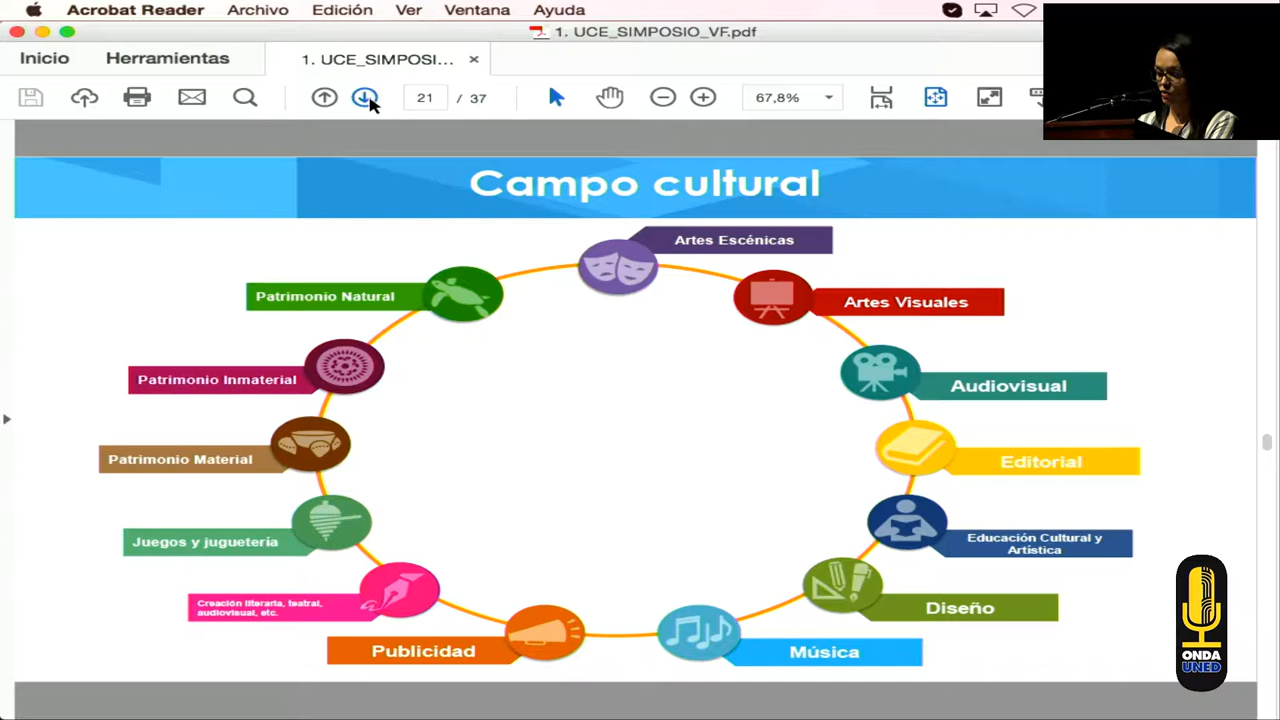 Acrobat Reader Archivo Edición Ver Ventana Ayuda
1. UCE_SIMPOSIO_VF.pdf
Inicio Herramientas 1. UCE_SIMPOSI... ×
21 / 37 67,8%
Campo cultural
Artes Escénicas
Artes Visuales
Audiovisual
Editorial
Educación Cultural y
Artística
Diseño
Música
Publicidad
Creación literaria, teatral,
audiovisual, etc.
Juegos y juguetería
Patrimonio Material
Patrimonio Inmaterial
Patrimonio Natural
ONDA
UNED